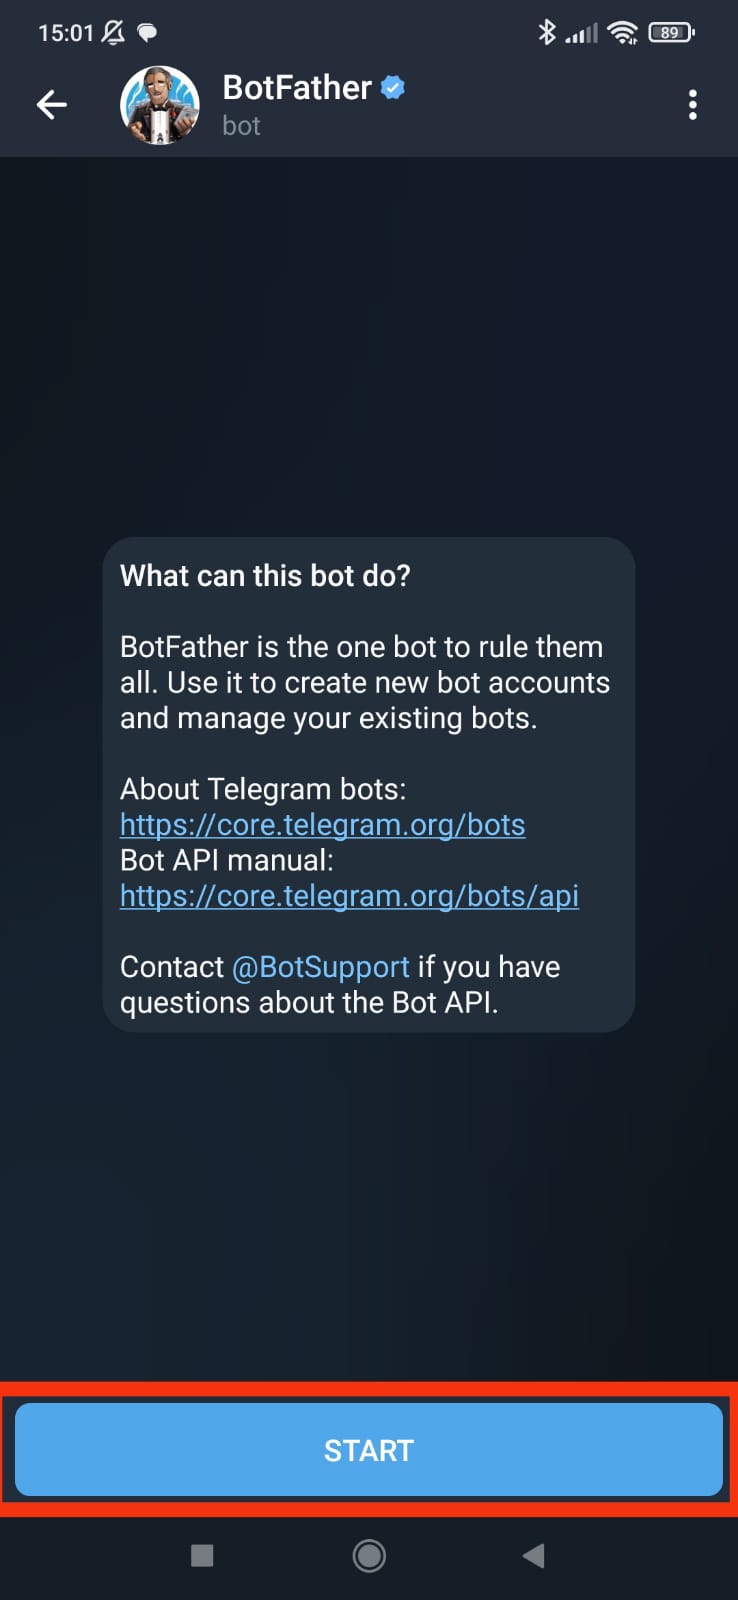 15:01
89
BotFather
bot
What can this bot do?
BotFather is the one bot to rule them
all. Use it to create new bot accounts
and manage your existing bots.
About Telegram bots:
https://core.telegram.org/bots
Bot API manual:
https://core.telegram.org/bots/api
Contact @BotSupport if you have
questions about the Bot API.
START